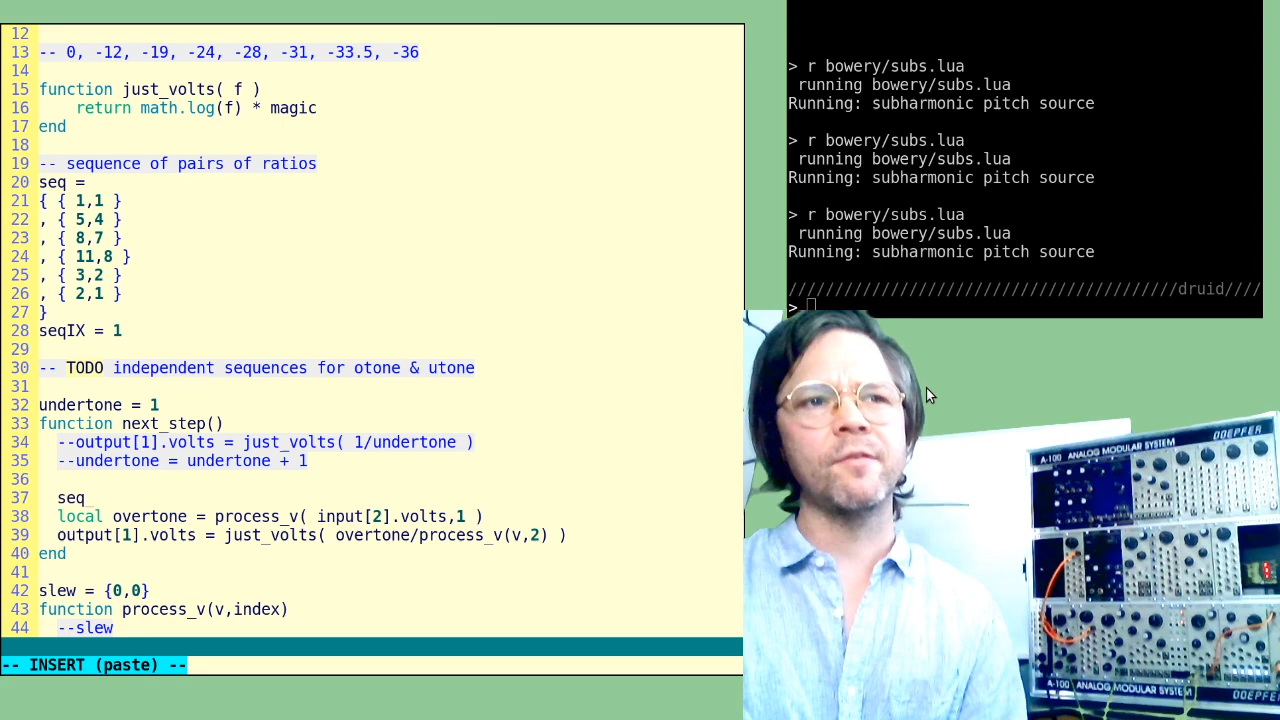 12
13 -- 0, -12, -19, -24, -28, -31, -33.5, -36
14
15 function just_volts( f )
16     return math.log(f) * magic
17 end
18
19 -- sequence of pairs of ratios
20 seq =
21 { { 1,1 }
22 , { 5,4 }
23 , { 8,7 }
24 , { 11,8 }
25 , { 3,2 }
26 , { 2,1 }
27 }
28 seqIX = 1
29
30 -- TODO independent sequences for otone & utone
31
32 undertone = 1
33 function next_step()
34   --output[1].volts = just_volts( 1/undertone )
35   --undertone = undertone + 1
36
37   seq
38   local overtone = process_v( input[2].volts,1 )
39   output[1].volts = just_volts( overtone/process_v(v,2) )
40 end
41
42 slew = {0,0}
43 function process_v(v,index)
44   --slew
-- INSERT (paste) --
> r bowery/subs.lua
 running bowery/subs.lua
Running: subharmonic pitch source
> r bowery/subs.lua
 running bowery/subs.lua
Running: subharmonic pitch source
> r bowery/subs.lua
 running bowery/subs.lua
Running: subharmonic pitch source
//////////////////////////////////////////druid////
>
A-100 ANALOG MODULAR SYSTEM DOEPFER
A-100 ANALOG MODULAR SYSTEM DOEPFER